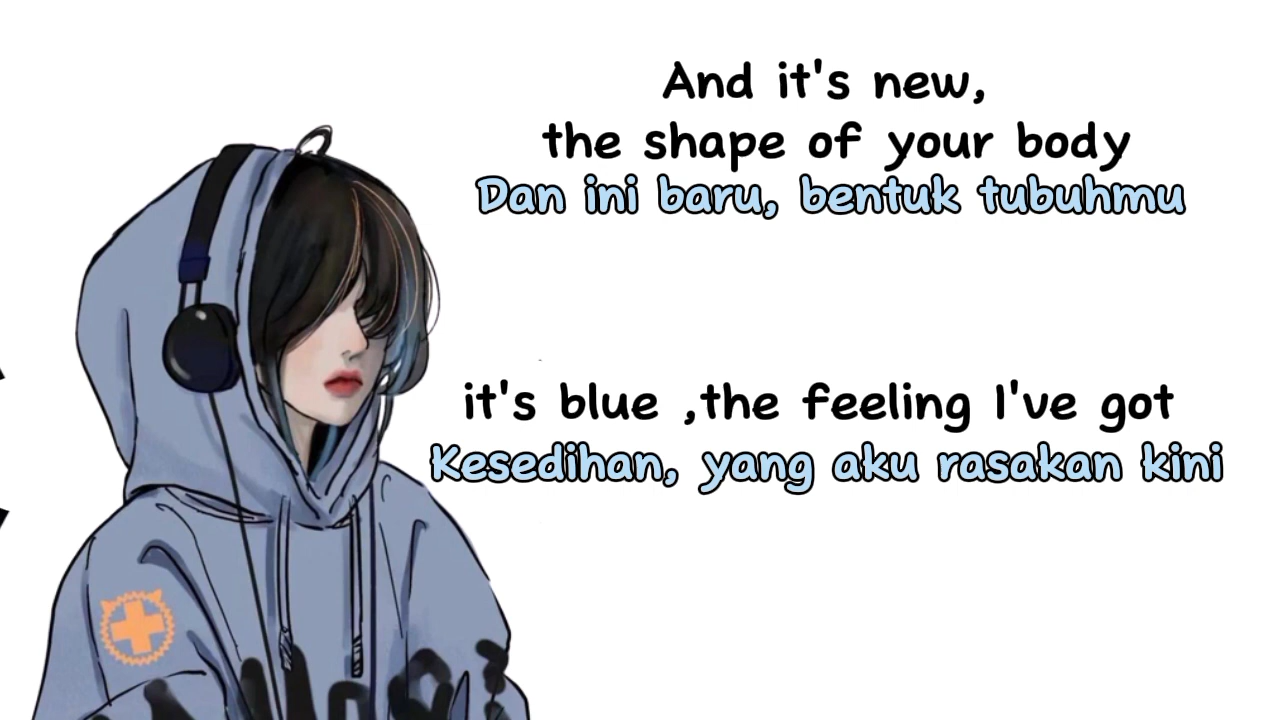 And it's new,
the shape of your body
Dan ini baru, bentuk tubuhmu
it's blue ,the feeling I've got
Kesedihan, yang aku rasakan kini